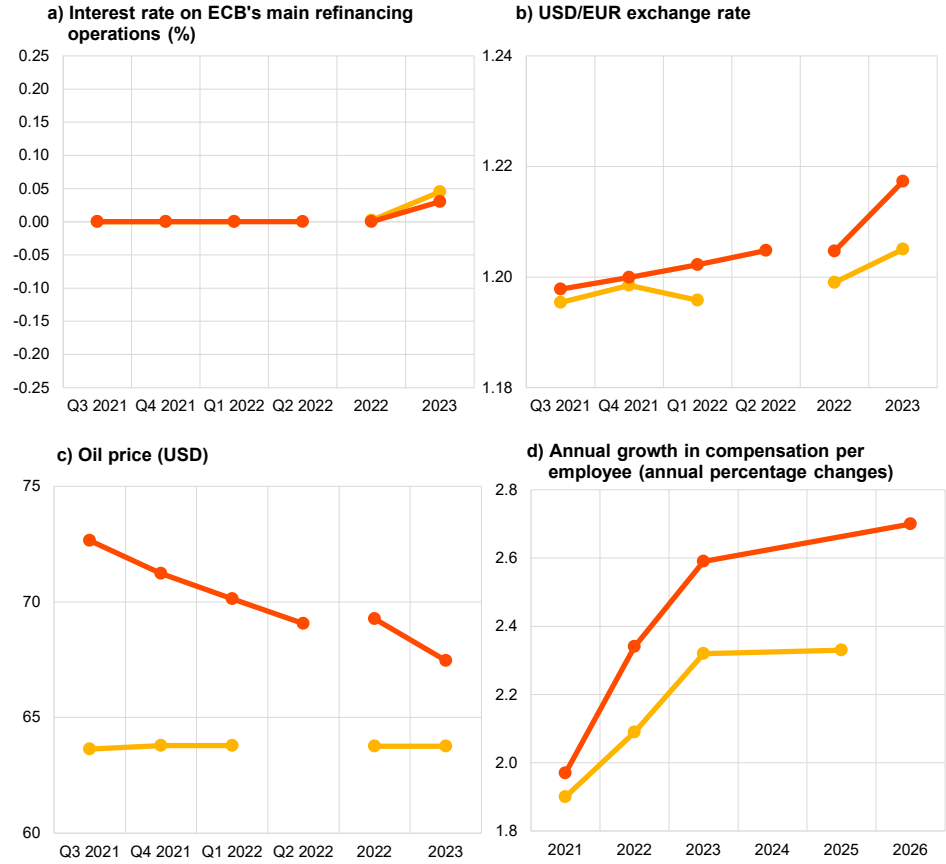 a) Interest rate on ECB's main refinancing
operations (%)
0.25
0.20
0.15
0.10
0.05
0.00
-0.05
-0.10
-0.15
-0.20
-0.25
Q3 2021 Q4 2021 Q1 2022 Q2 2022 2022 2023
b) USD/EUR exchange rate
1.24
1.22
1.20
1.18
Q3 2021 Q4 2021 Q1 2022 Q2 2022 2022 2023
c) Oil price (USD)
75
70
65
60
Q3 2021 Q4 2021 Q1 2022 Q2 2022 2022 2023
d) Annual growth in compensation per
employee (annual percentage changes)
2.8
2.6
2.4
2.2
2.0
1.8
2021 2022 2023 2024 2025 2026